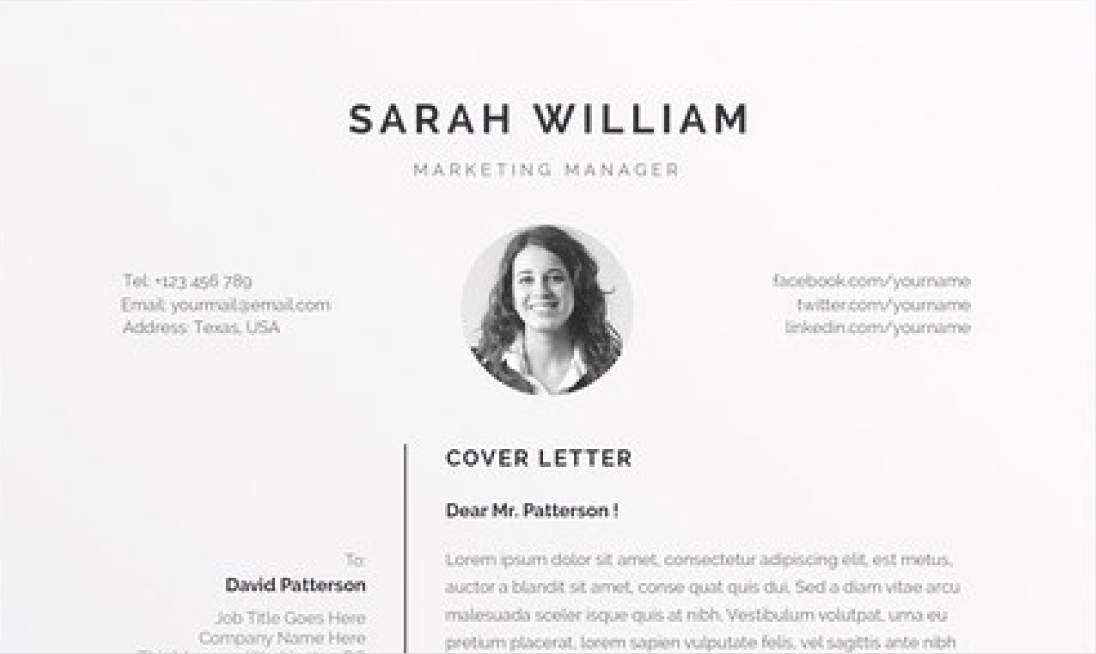 SARAH WILLIAM
MARKETING MANAGER
Tel: +123 456 789
Email: yourmail@email.com
Address: Texas, USA
facebook.com/yourname
twitter.com/yourname
linkedin.com/yourname
COVER LETTER
Dear Mr. Patterson !
To:
David Patterson
Job Title Goes Here
Company Name Here
Lorem ipsum dolor sit amet, consectetur adipiscing elit, est metus,
auctor a blandit sit amet, conse quat quis dui, Sed a diam vitae arcu
malesuada sceler isque quis at nibh. Vestibulum volutpat, urna eu
pretium placerat, lorem sapien vulputate felis, vel sagittis ante nibh